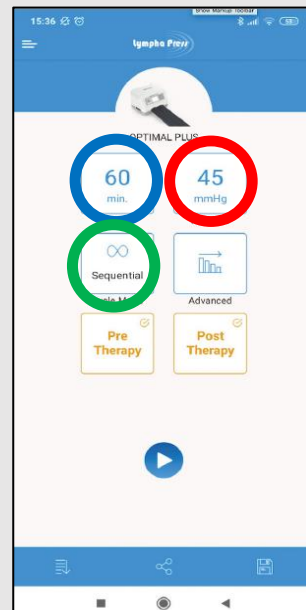 Show Markup Toolbar
15:36
58
Lympha Press
OPTIMAL PLUS
60
min.
45
mmHg
Sequential
Advanced
Pre
Therapy
Post
Therapy